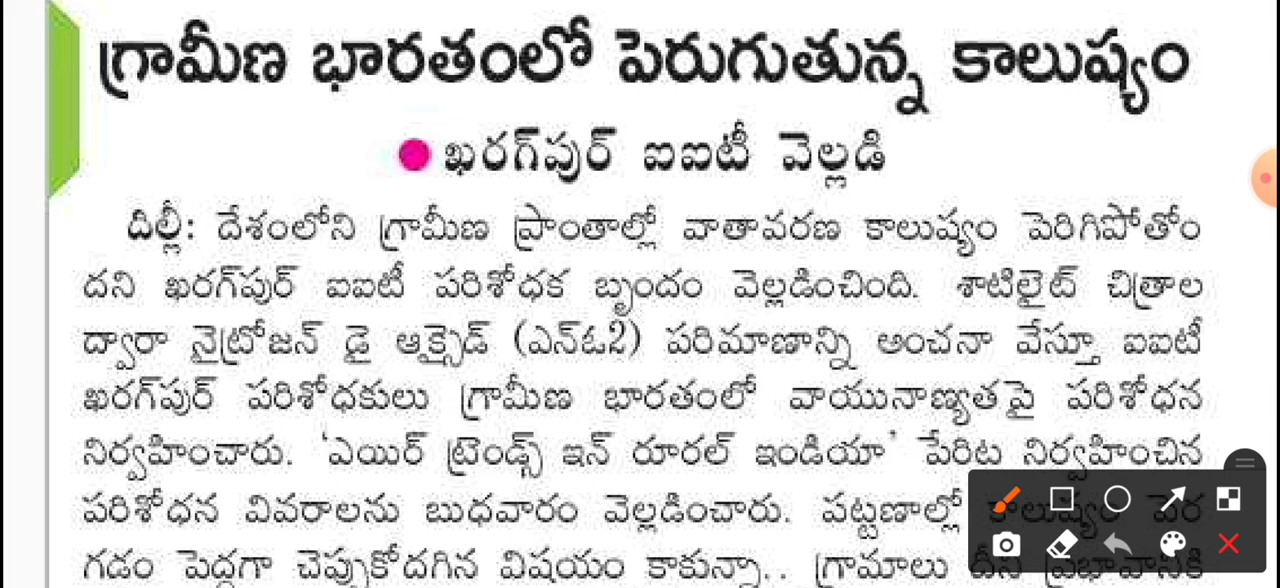 గ్రామీణ భారతంలో పెరుగుతున్న కాలుష్యం
ఖరగ్‌పుర్ ఐఐటీ వెల్లడి
దిల్లీ: దేశంలోని గ్రామీణ ప్రాంతాల్లో వాతావరణ కాలుష్యం పెరిగిపోతోం
దని ఖరగ్‌పుర్ ఐఐటీ పరిశోధక బృందం వెల్లడించింది. శాటిలైట్ చిత్రాల
ద్వారా నైట్రోజన్ డై ఆక్సైడ్ (ఎన్‌ఓ2) పరిమాణాన్ని అంచనా వేస్తూ ఐఐటీ
ఖరగ్‌పుర్ పరిశోధకులు గ్రామీణ భారతంలో వాయునాణ్యతపై పరిశోధన
నిర్వహించారు. ‘ఎయిర్ ట్రెండ్స్ ఇన్ రూరల్ ఇండియా’ పేరిట నిర్వహించిన
పరిశోధన వివరాలను బుధవారం వెల్లడించారు. పట్టణాల్లో కాలుష్యం పెర
గడం పెద్దగా చెప్పుకోదగిన విషయం కాకున్నా.. గ్రామాలు దీని ప్రభావానికి